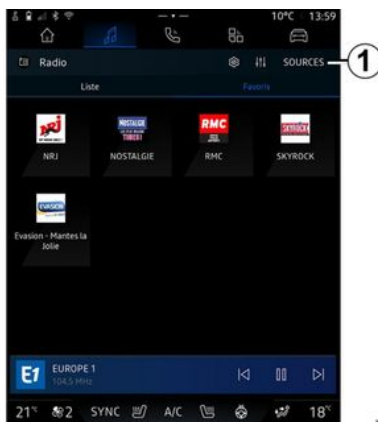 10°C 13:59
Radio SOURCES
1
Liste Favoris
NRJ
NOSTALGIE
RMC
SKYROCK
NRJ NOSTALGIE RMC SKYROCK
EVASION
Evasion - Mantes la
Jolie
E1 EUROPE 1
104,5 MHz
21°C 2 SYNC A/C 18°C